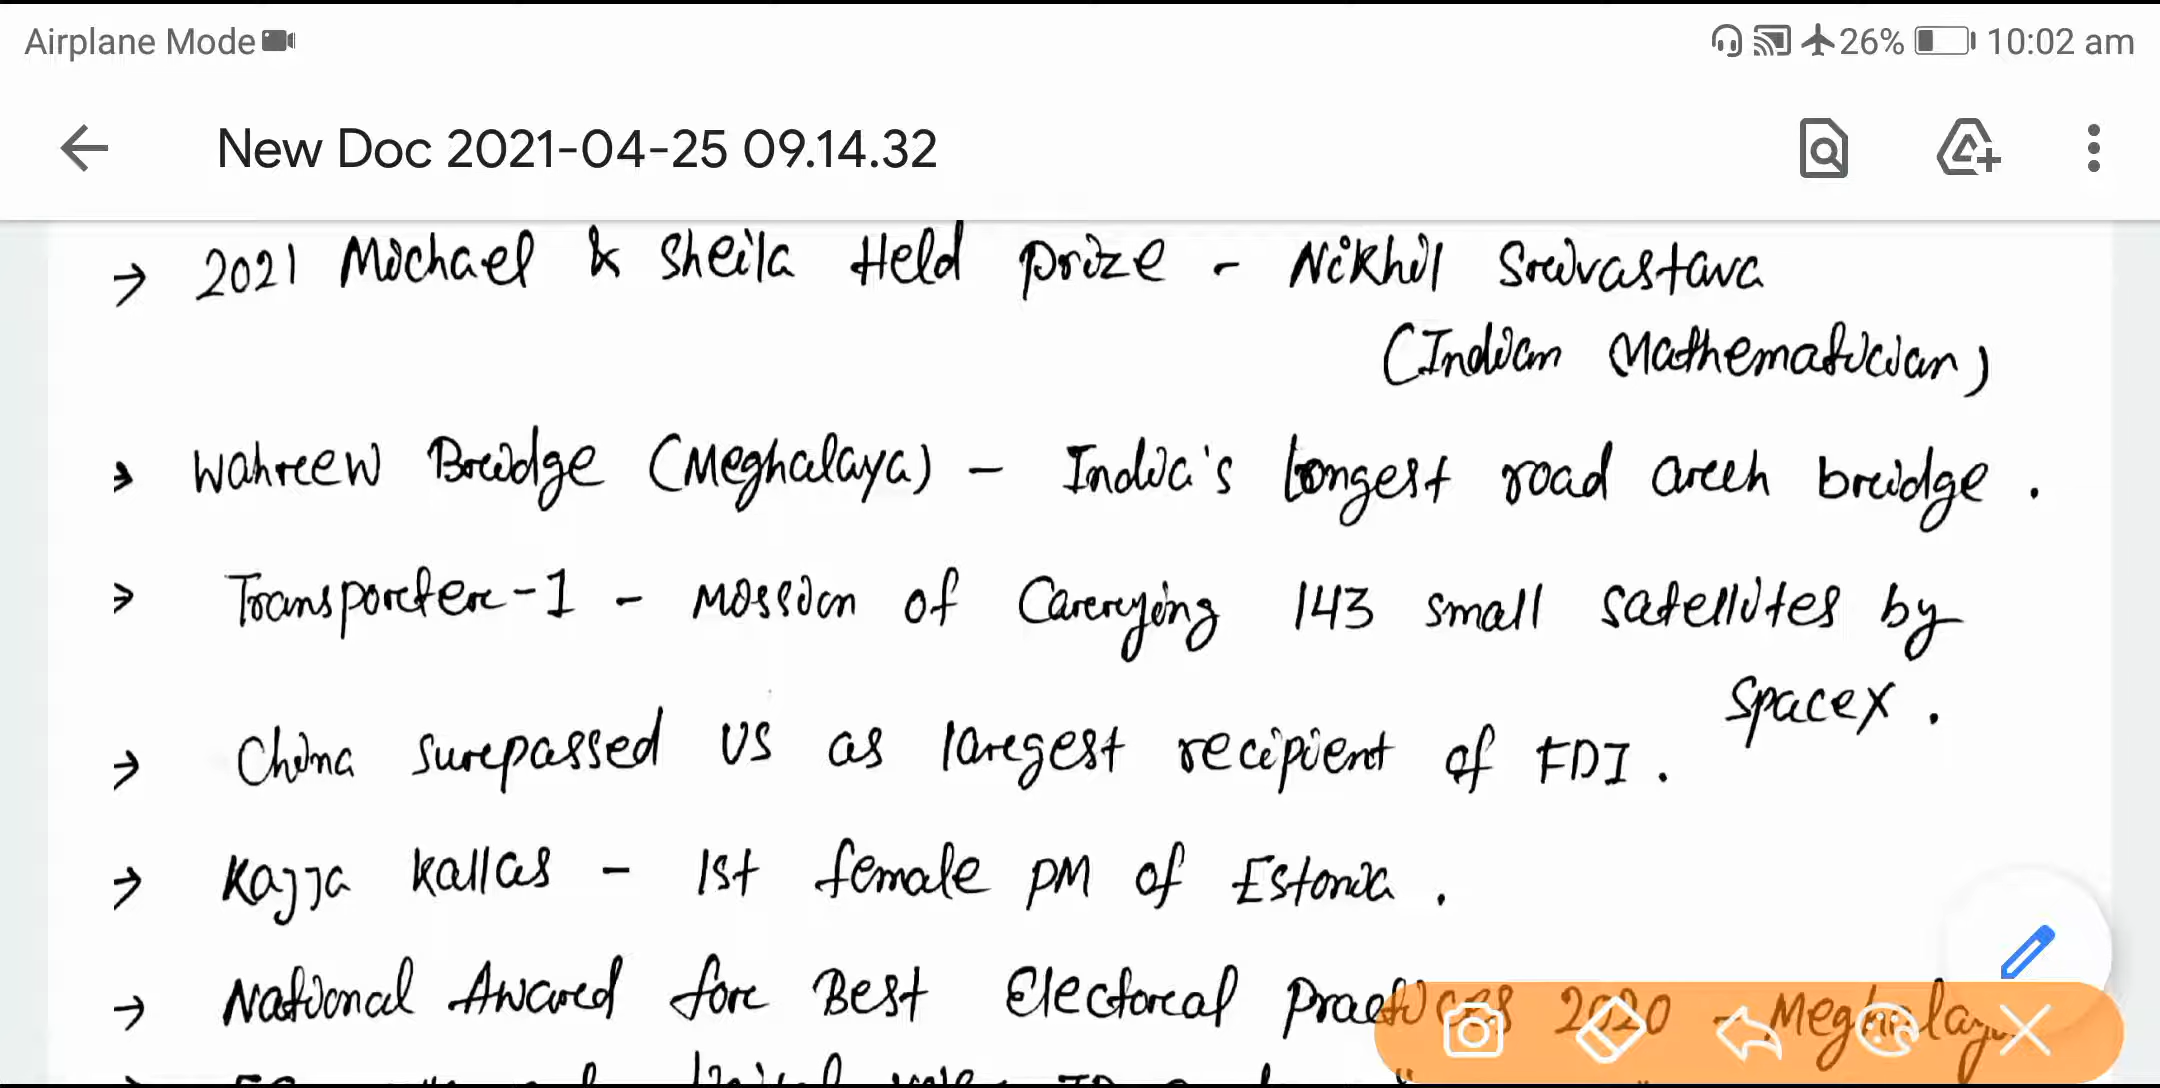 Airplane Mode 26% 10:02 am
New Doc 2021-04-25 09.14.32
→ 2021 Michael & Sheila Held prize - Nikhil Srivastava
(Indian Mathematician)
→ Wahrew Bridge (Meghalaya) - India's longest road arch bridge.
→ Transporter-1 - mission of Carrying 143 small satellites by
SpaceX.
→ China surpassed US as largest recipient of FDI.
→ Kajja Kallas - 1st female PM of Estonia.
→ National Award for Best Electoral Practices 2020 - Meghalaya